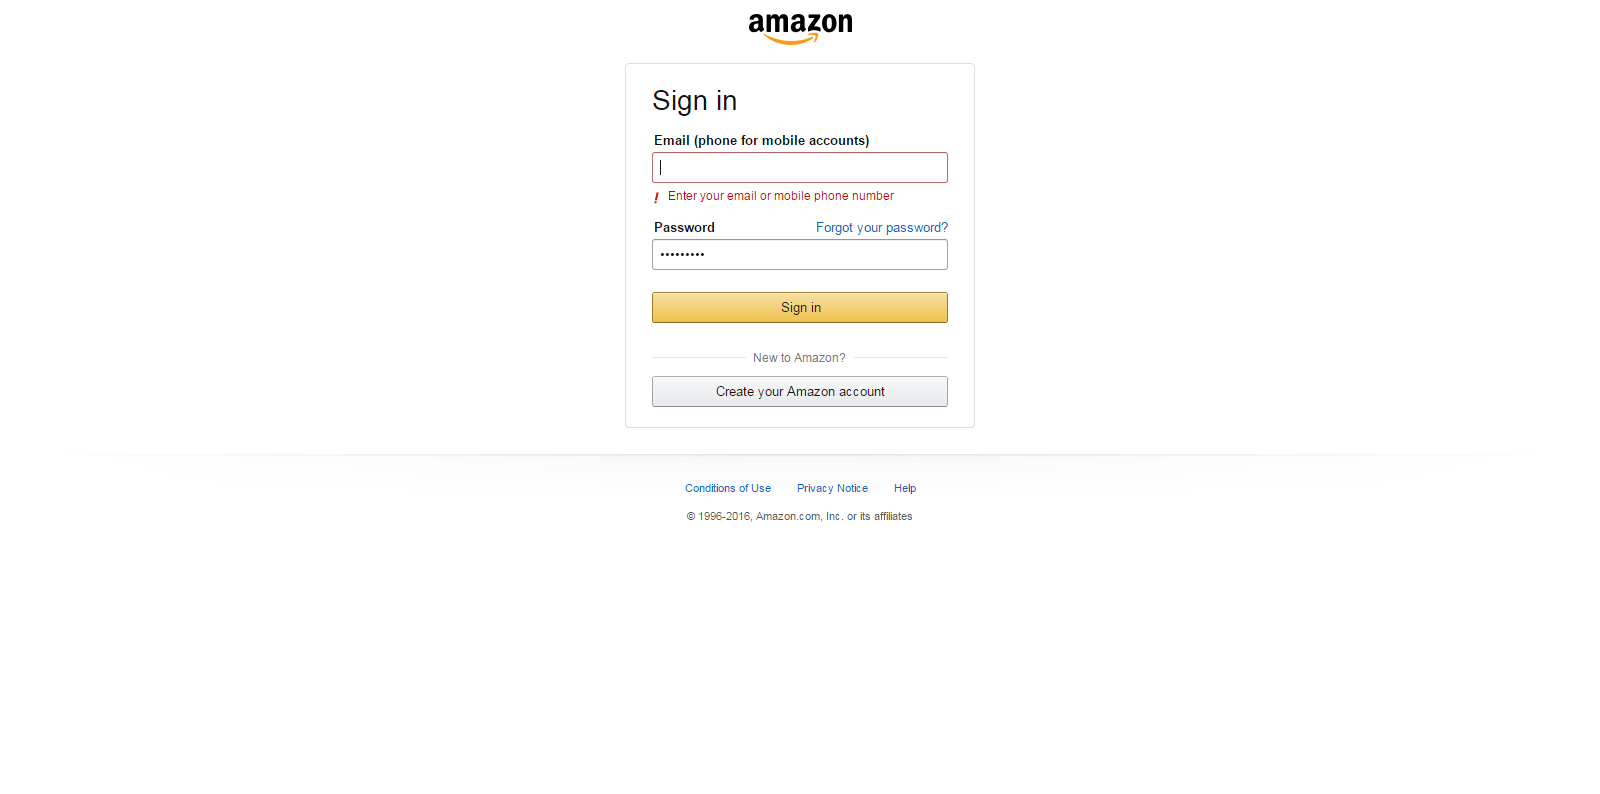 amazon
Sign in
Email (phone for mobile accounts)
! Enter your email or mobile phone number
Password Forgot your password?
•••••••••
Sign in
New to Amazon?
Create your Amazon account
Conditions of Use Privacy Notice Help
© 1996-2016, Amazon.com, Inc. or its affiliates